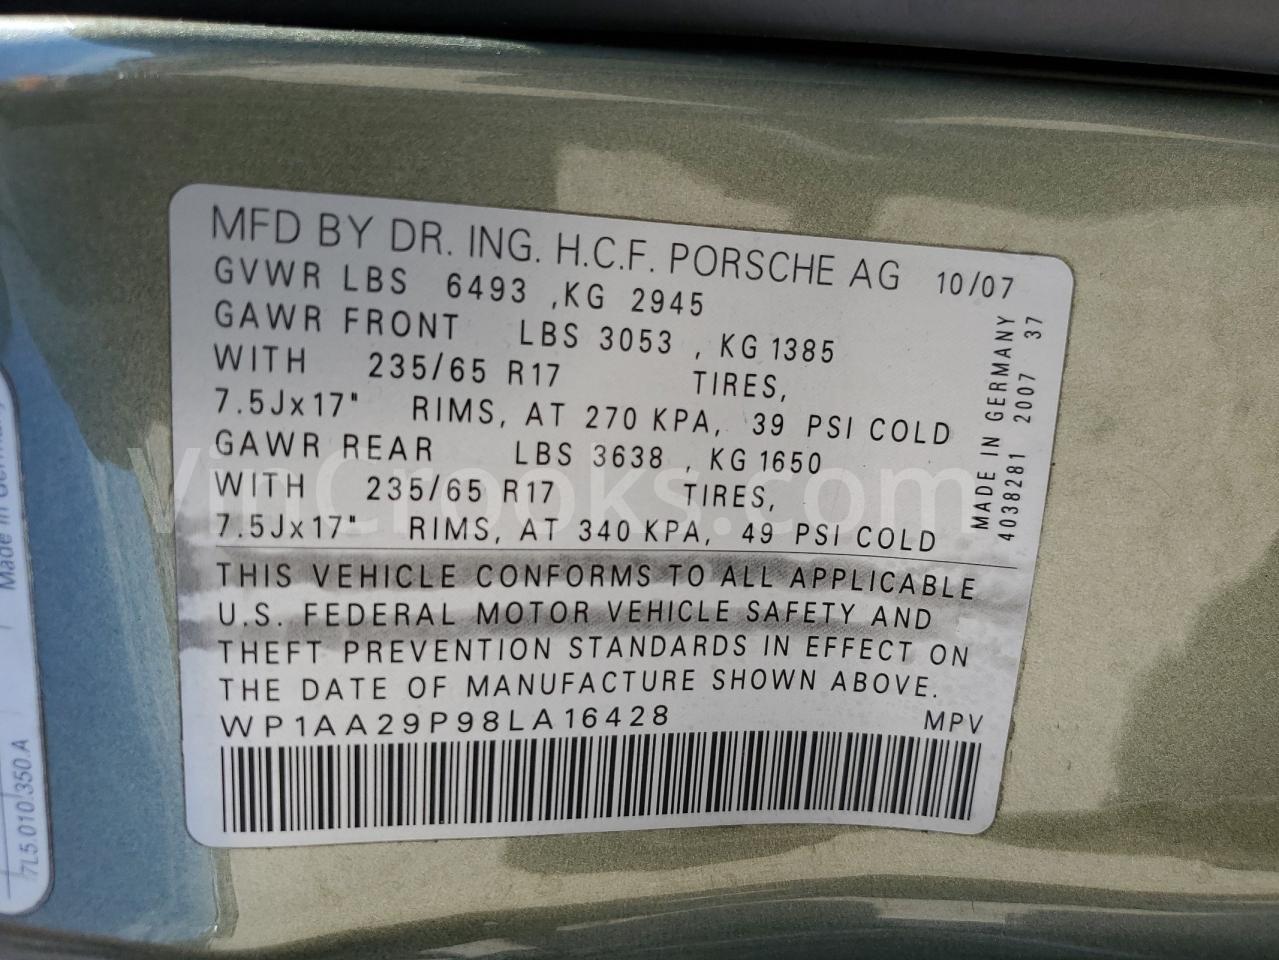 MFD BY DR. ING. H.C.F. PORSCHE AG 10/07
GVWR LBS 6493 ,KG 2945
GAWR FRONT LBS 3053 , KG 1385
WITH 235/65 R17 TIRES,
7.5Jx17" RIMS, AT 270 KPA, 39 PSI COLD
GAWR REAR LBS 3638 , KG 1650
WITH 235/65 R17 TIRES,
7.5Jx17" RIMS, AT 340 KPA, 49 PSI COLD
MADE IN GERMANY
4038281 2007 37
THIS VEHICLE CONFORMS TO ALL APPLICABLE
U.S. FEDERAL MOTOR VEHICLE SAFETY AND
THEFT PREVENTION STANDARDS IN EFFECT ON
THE DATE OF MANUFACTURE SHOWN ABOVE.
WP1AA29P98LA16428 MPV
VinCrooks.com
Made in
7L5.010.350.A